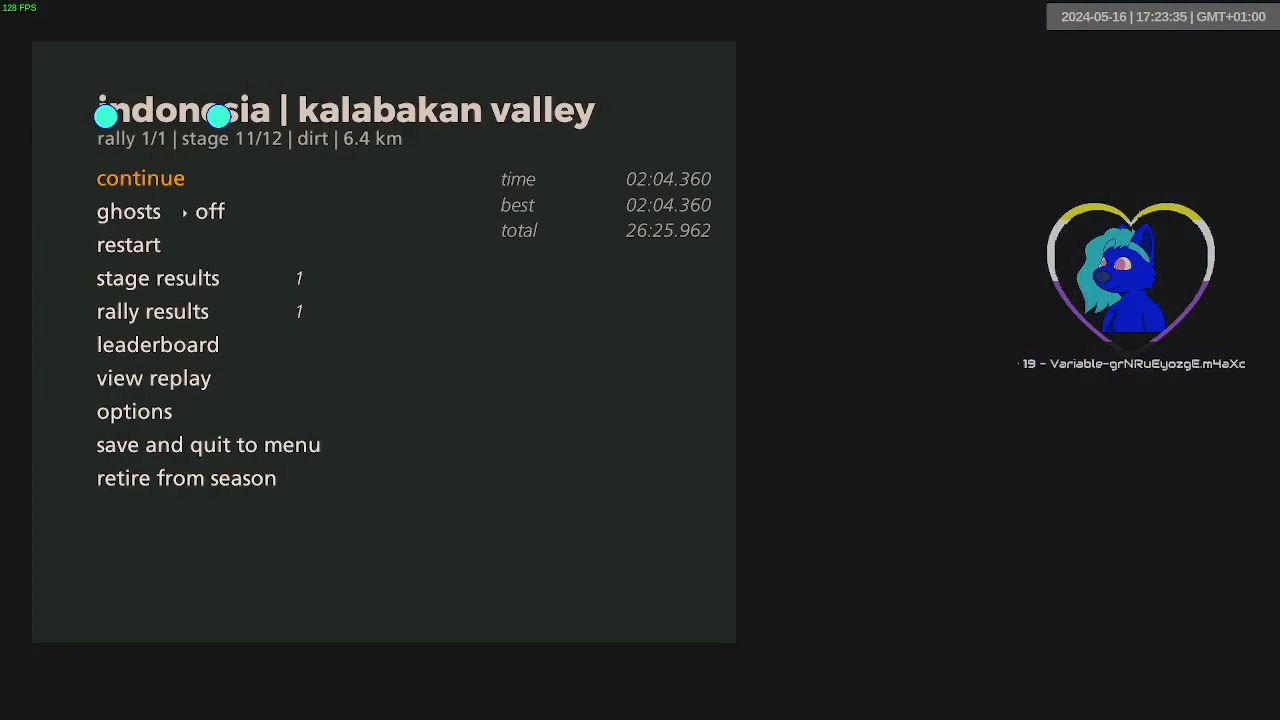 128 FPS
2024-05-16 | 17:23:35 | GMT+01:00
indonesia | kalabakan valley
rally 1/1 | stage 11/12 | dirt | 6.4 km
continue
ghosts ‣ off
restart
stage results 1
rally results 1
leaderboard
view replay
options
save and quit to menu
retire from season
time 02:04.360
best 02:04.360
total 26:25.962
19 - Variable-grNRuEyozgE.m4aXc